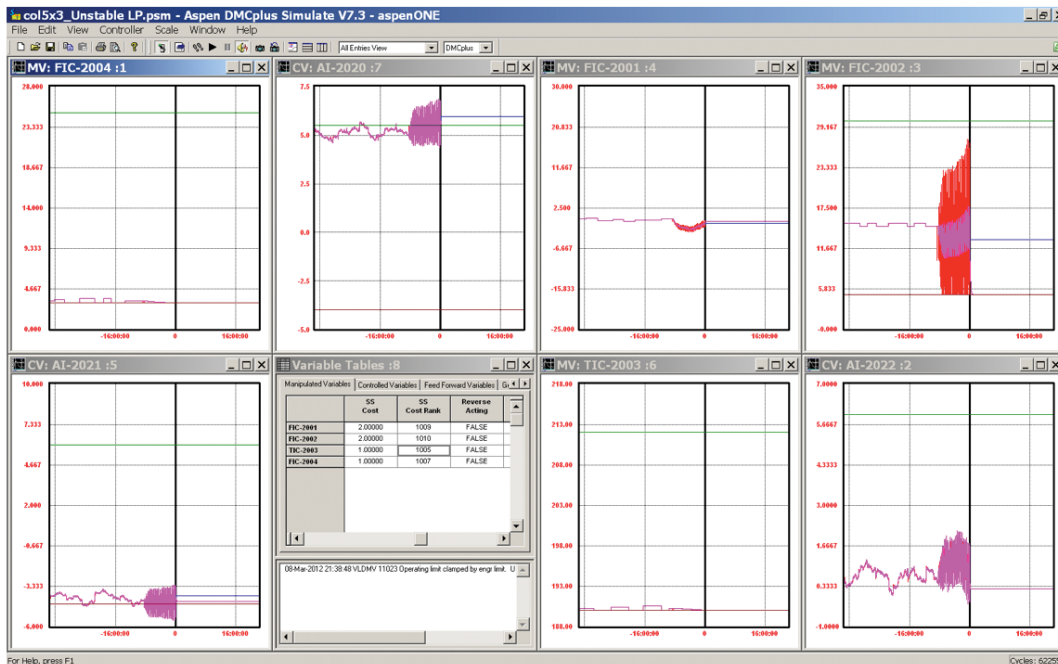 col5x3_Unstable LP.psm - Aspen DMCplus Simulate V7.3 - aspenONE
File Edit View Controller Scale Window Help
All Entries View DMCplus
MV: FIC-2004 :1
28.000
23.333
18.667
14.000
9.333
4.667
0.000
-16:00:00 0 16:00:00
CV: AI-2020 :7
7.5
5.0
2.5
0.0
-2.5
-5.0
-16:00:00 0 16:00:00
MV: FIC-2001 :4
30.000
20.833
11.667
2.500
-6.667
-15.833
-25.000
-16:00:00 0 16:00:00
MV: FIC-2002 :3
35.000
29.167
23.333
17.500
11.667
5.833
-0.000
-16:00:00 0 16:00:00
CV: AI-2021 :5
10.000
7.333
4.667
2.000
-0.667
-3.333
-6.000
-16:00:00 0 16:00:00
Variable Tables :8
Manipulated Variables Controlled Variables Feed Forward Variables
SS Cost SS Cost Rank Reverse Acting
FIC-2001 2.00000 1009 FALSE
FIC-2002 2.00000 1010 FALSE
TIC-2003 1.00000 1005 FALSE
FIC-2004 1.00000 1007 FALSE
08-Mar-2012 21:38:48 VLDMV 11023 Operating limit clamped by engr limit. U
MV: TIC-2003 :6
218.00
213.00
208.00
203.00
198.00
193.00
188.00
-16:00:00 0 16:00:00
CV: AI-2022 :2
7.0000
5.6667
4.3333
3.0000
1.6667
0.3333
-1.0000
-16:00:00 0 16:00:00
For Help, press F1
Cycles: 62255